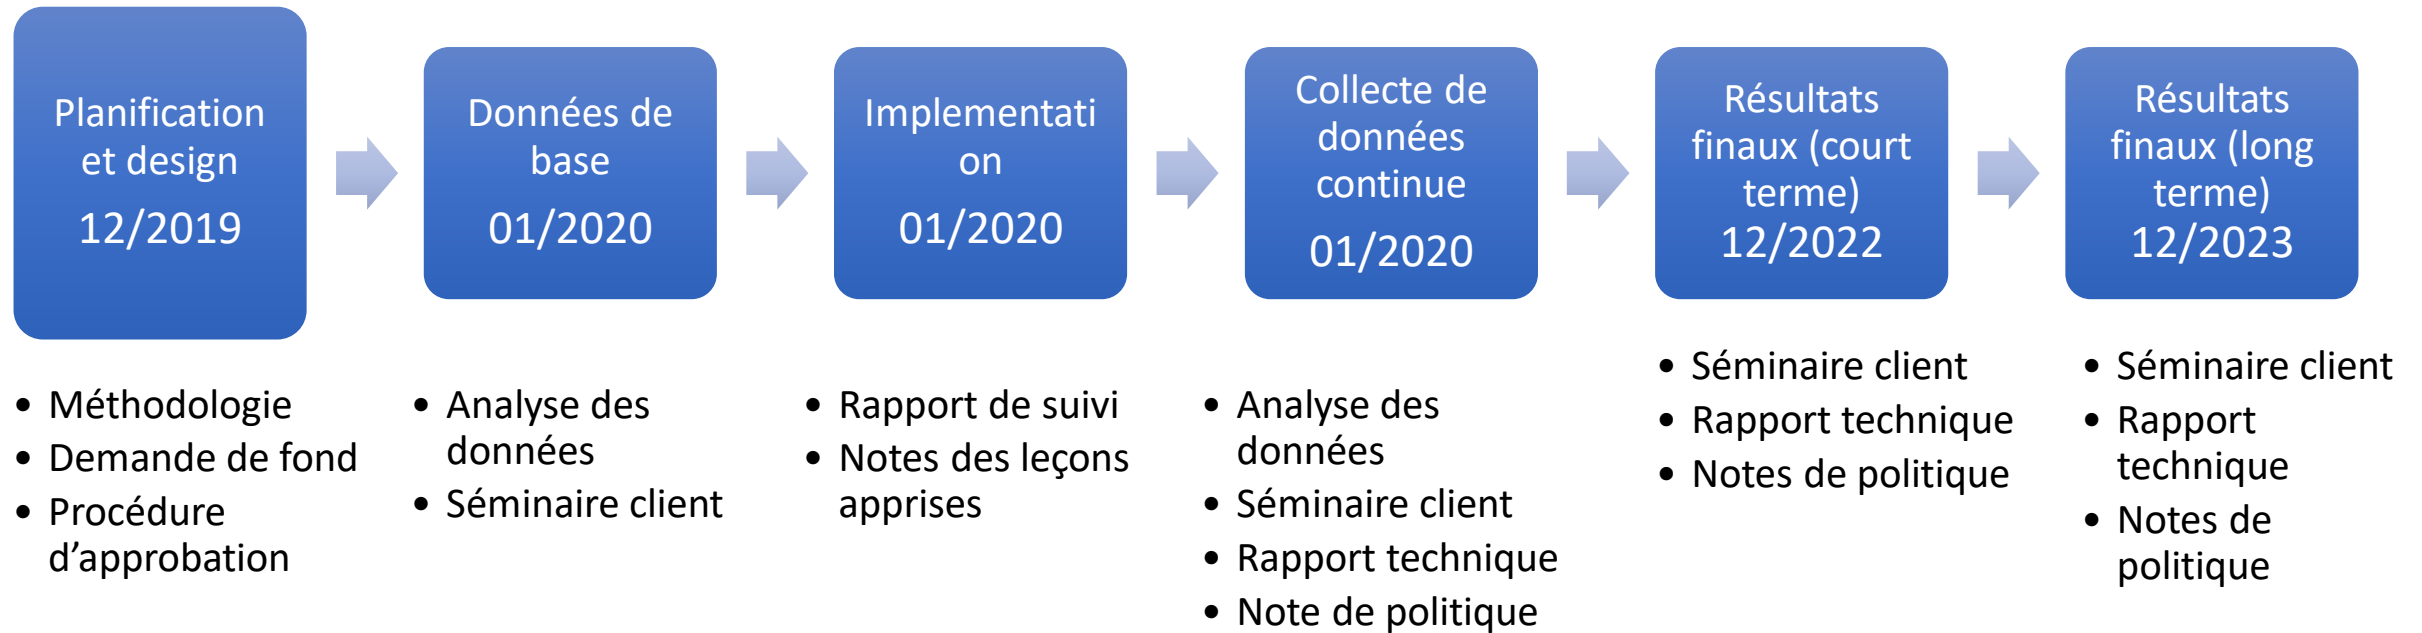 Planification
et design
12/2019
Données de
base
01/2020
Implementati
on
01/2020
Collecte de
données
continue
01/2020
Résultats
finaux (court
terme)
12/2022
Résultats
finaux (long
terme)
12/2023
• Méthodologie
• Demande de fond
• Procédure
d’approbation
• Analyse des
données
• Séminaire client
• Rapport de suivi
• Notes des leçons
apprises
• Analyse des
données
• Séminaire client
• Rapport technique
• Note de politique
• Séminaire client
• Rapport technique
• Notes de politique
• Séminaire client
• Rapport
technique
• Notes de
politique